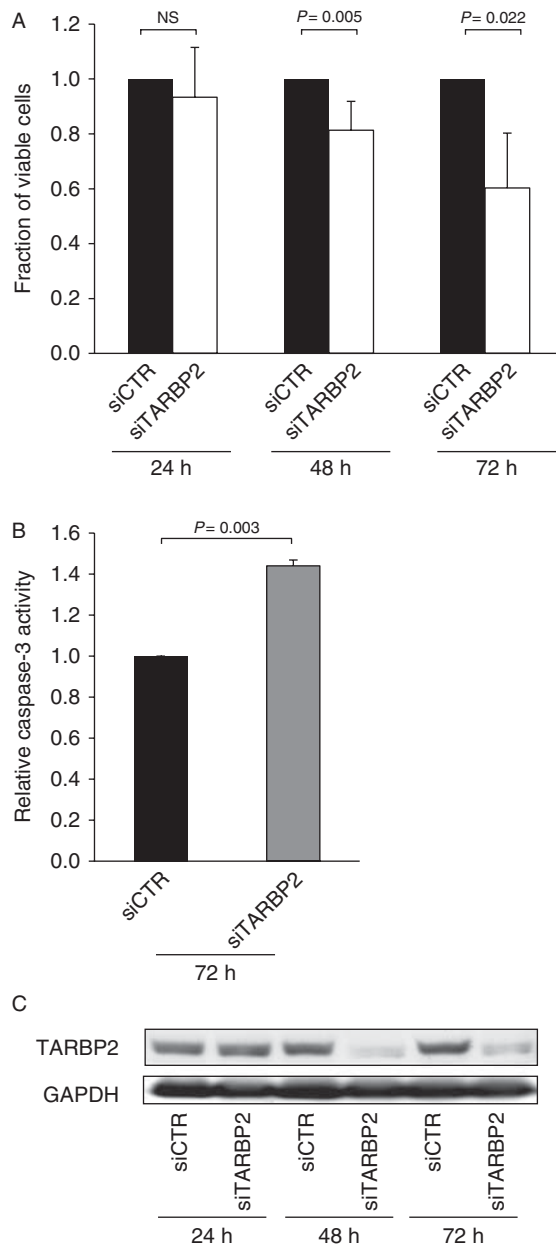 A
NS
P = 0.005
P = 0.022
1.2
1.0
0.8
0.6
0.4
0.2
0.0
Fraction of viable cells
siCTR
siTARBP2
siCTR
siTARBP2
siCTR
siTARBP2
24 h
48 h
72 h
B
P = 0.003
1.6
1.4
1.2
1.0
0.8
0.6
0.4
0.2
0.0
Relative caspase-3 activity
siCTR
siTARBP2
72 h
C
TARBP2
GAPDH
siCTR
siTARBP2
siCTR
siTARBP2
siCTR
siTARBP2
24 h
48 h
72 h